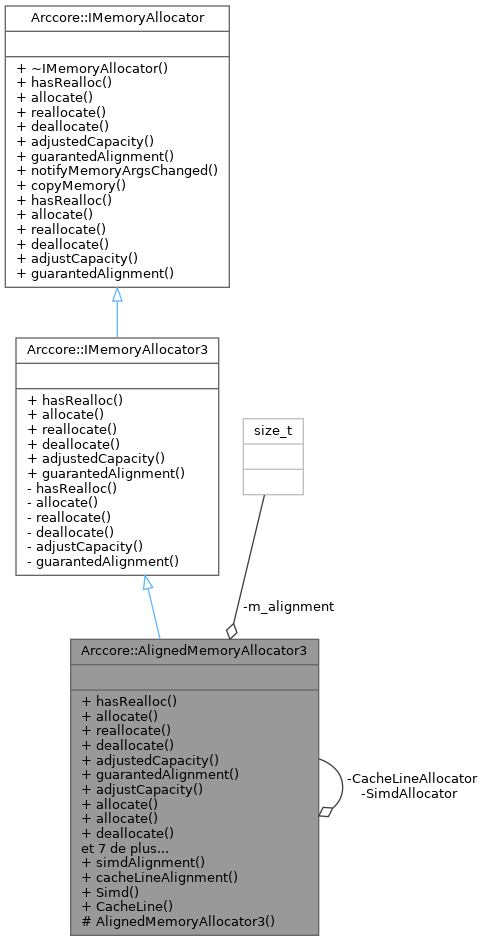 Arccore::IMemoryAllocator
+ ~IMemoryAllocator()
+ hasRealloc()
+ allocate()
+ reallocate()
+ deallocate()
+ adjustedCapacity()
+ guarantedAlignment()
+ notifyMemoryArgsChanged()
+ copyMemory()
+ hasRealloc()
+ allocate()
+ reallocate()
+ deallocate()
+ adjustCapacity()
+ guarantedAlignment()
Arccore::IMemoryAllocator3
+ hasRealloc()
+ allocate()
+ reallocate()
+ deallocate()
+ adjustedCapacity()
+ guarantedAlignment()
- hasRealloc()
- allocate()
- reallocate()
- deallocate()
- adjustCapacity()
- guarantedAlignment()
size_t
-m_alignment
Arccore::AlignedMemoryAllocator3
+ hasRealloc()
+ allocate()
+ reallocate()
+ deallocate()
+ adjustedCapacity()
+ guarantedAlignment()
+ adjustCapacity()
+ allocate()
+ allocate()
+ deallocate()
et 7 de plus...
+ simdAlignment()
+ cacheLineAlignment()
+ Simd()
+ CacheLine()
# AlignedMemoryAllocator3()
-CacheLineAllocator
-SimdAllocator